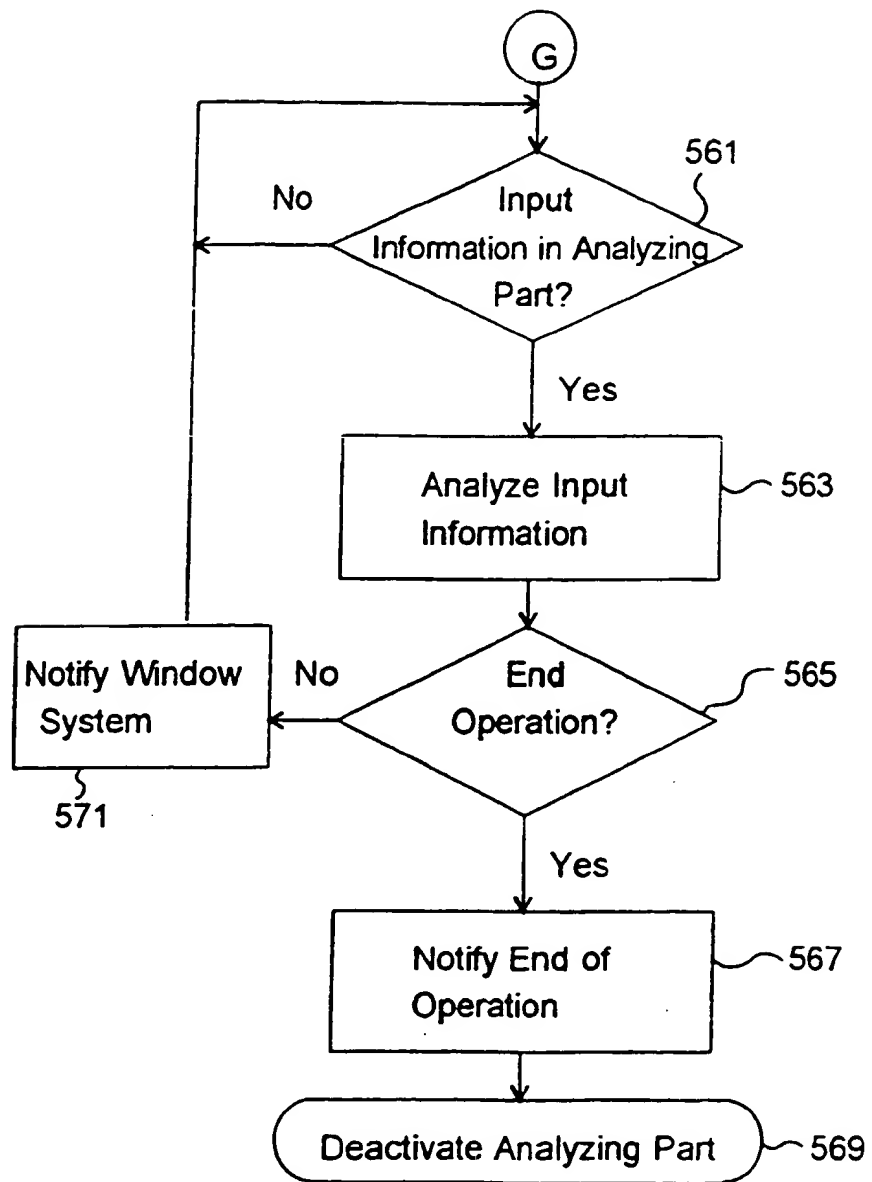 G
561
No
Input
Information in Analyzing
Part?
Yes
Analyze Input
Information
563
Notify Window
System
No
End
Operation?
565
571
Yes
Notify End of
Operation
567
Deactivate Analyzing Part
569